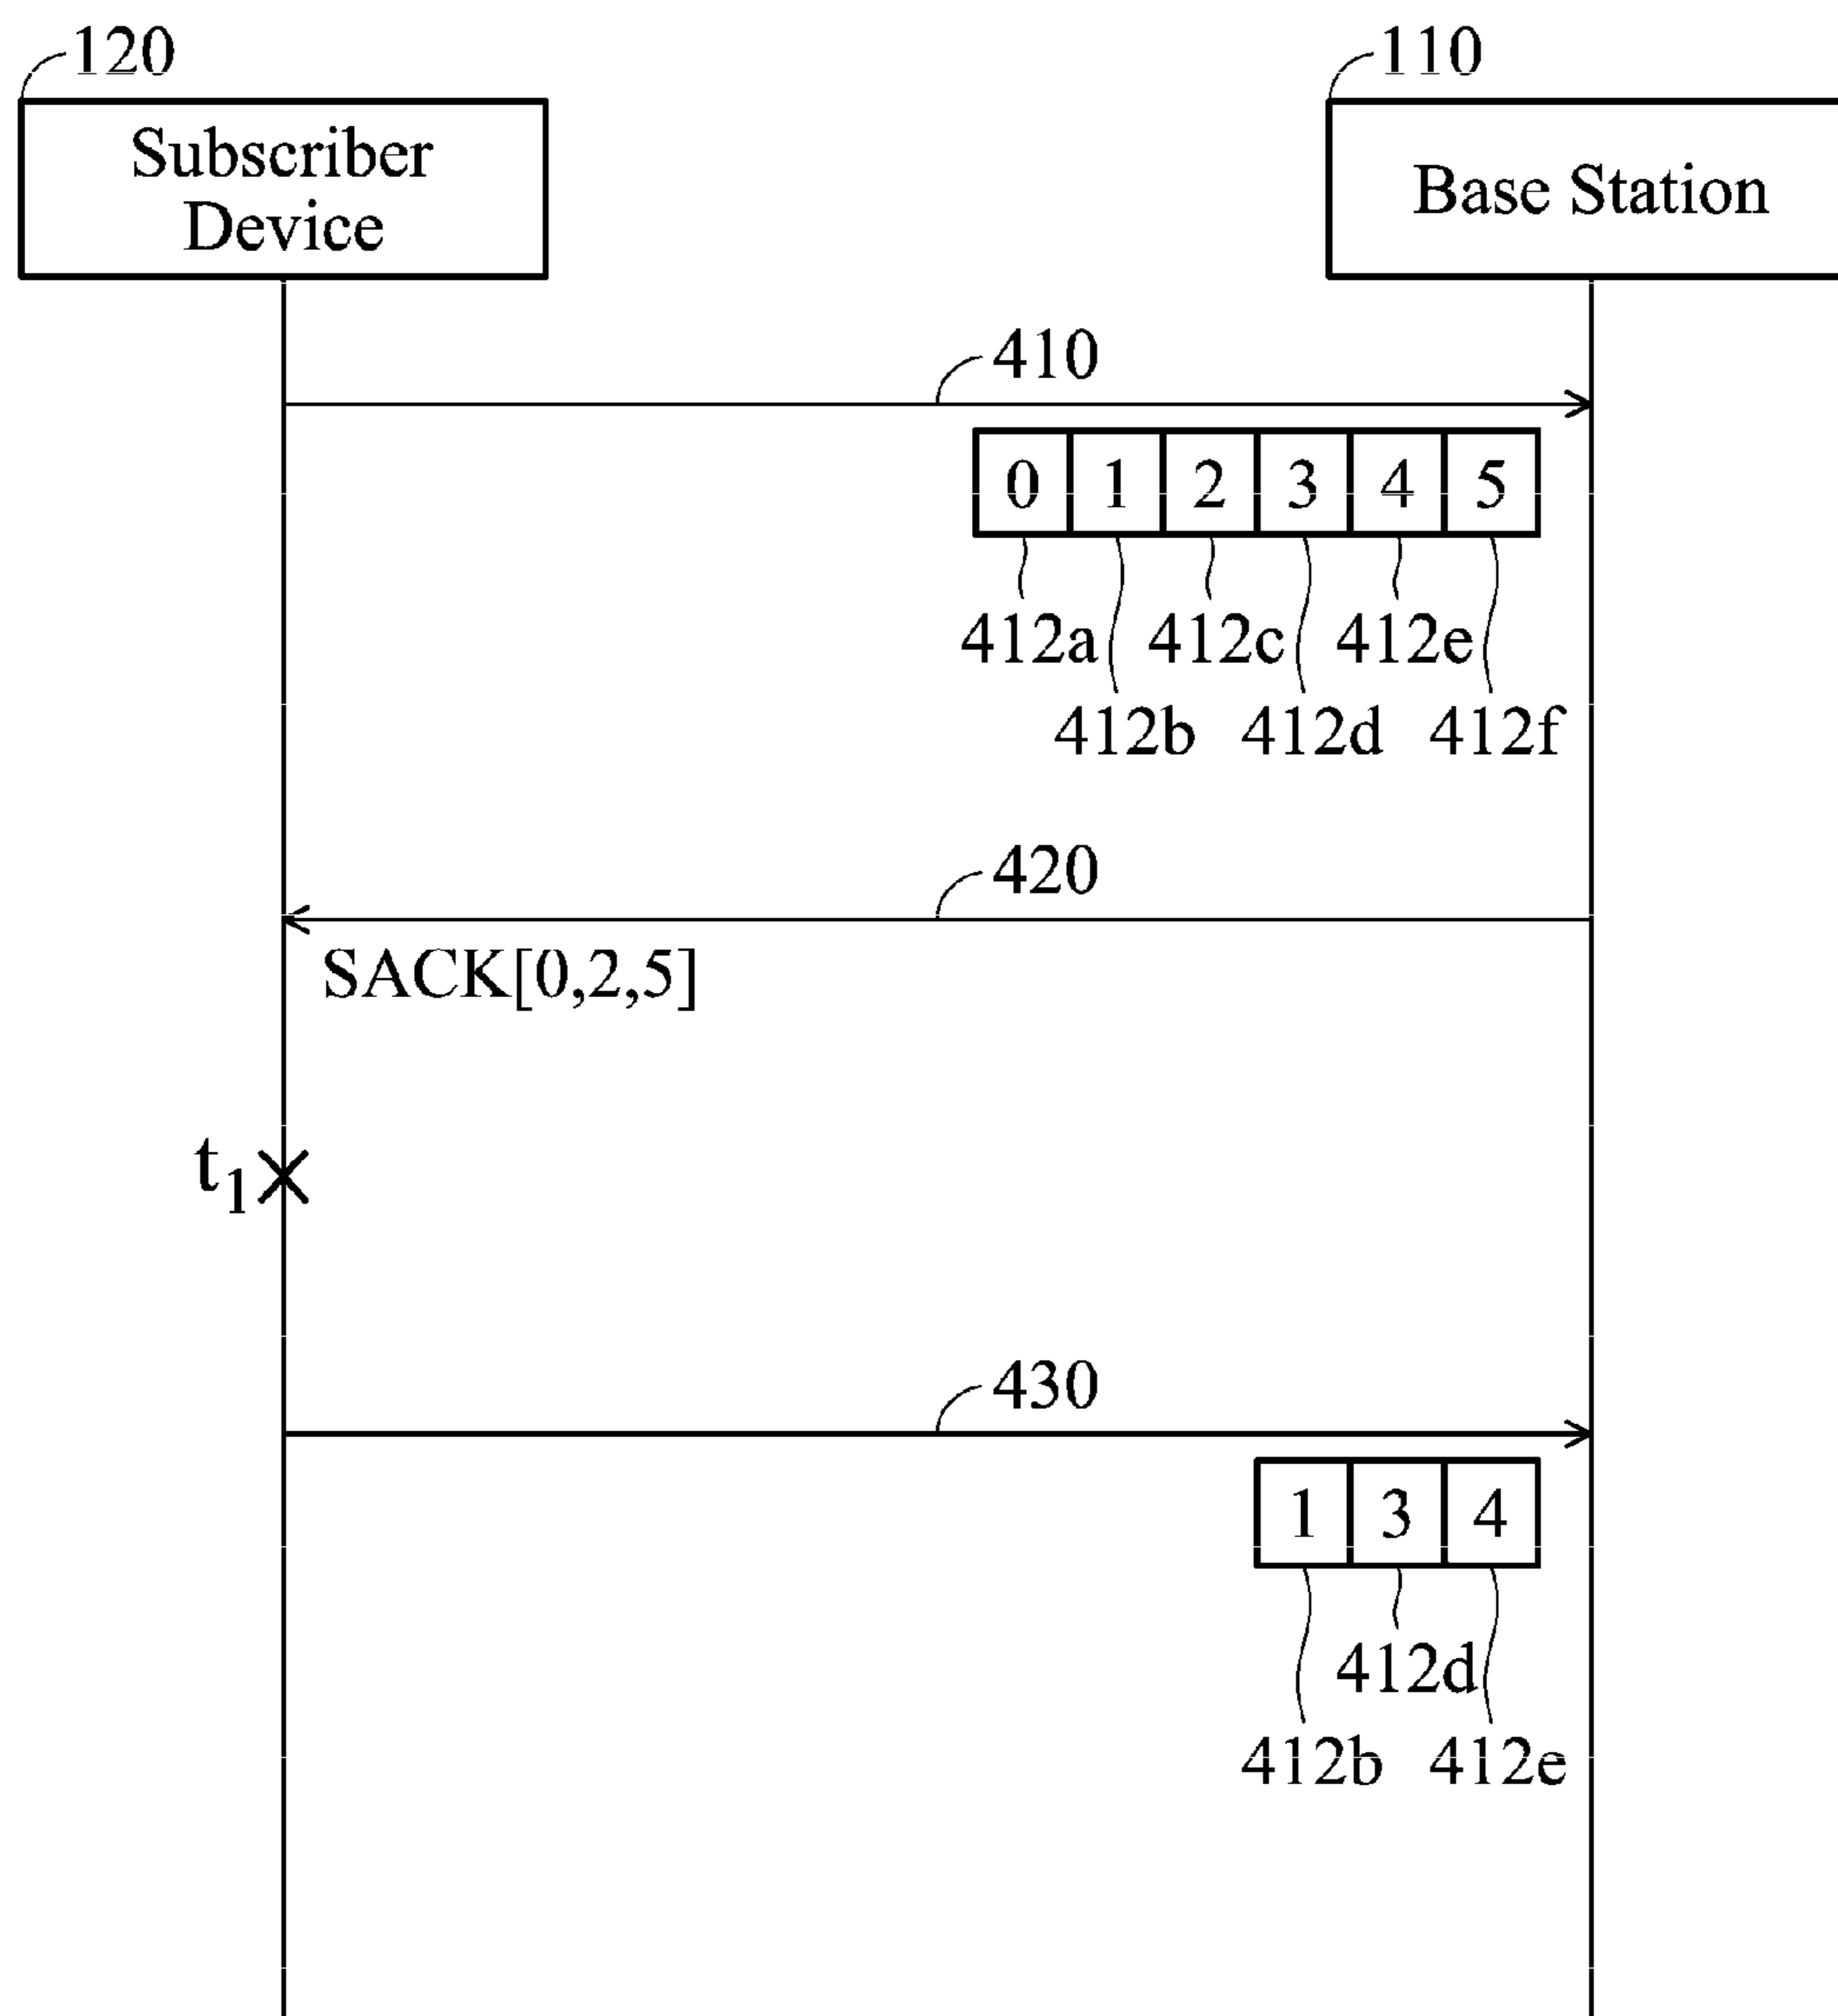 120
110
Subscriber
Device
Base Station
410
0 1 2 3 4 5
412a 412c 412e
412b 412d 412f
420
SACK[0,2,5]
t1
430
1 3 4
412d
412b 412e